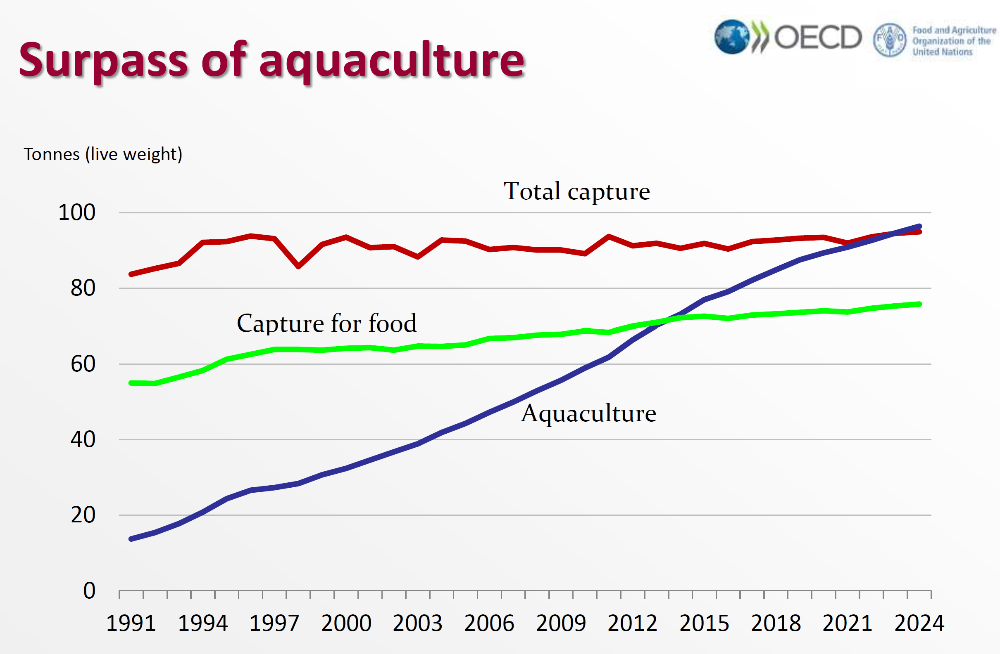 Surpass of aquaculture
OECD
Food and Agriculture
Organization of the
United Nations
Tonnes (live weight)
Total capture
100
80
Capture for food
60
Aquaculture
40
20
0
1991 1994 1997 2000 2003 2006 2009 2012 2015 2018 2021 2024